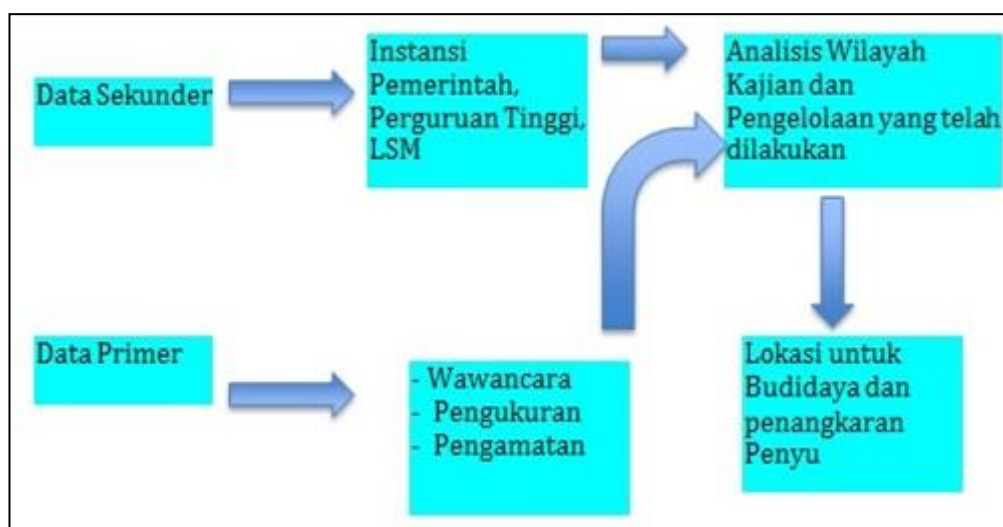 Data Sekunder
Instansi
Pemerintah,
Perguruan Tinggi,
LSM
Analisis Wilayah
Kajian dan
Pengelolaan yang telah
dilakukan
Data Primer
- Wawancara
- Pengukuran
- Pengamatan
Lokasi untuk
Budidaya dan
penangkaran
Penyu